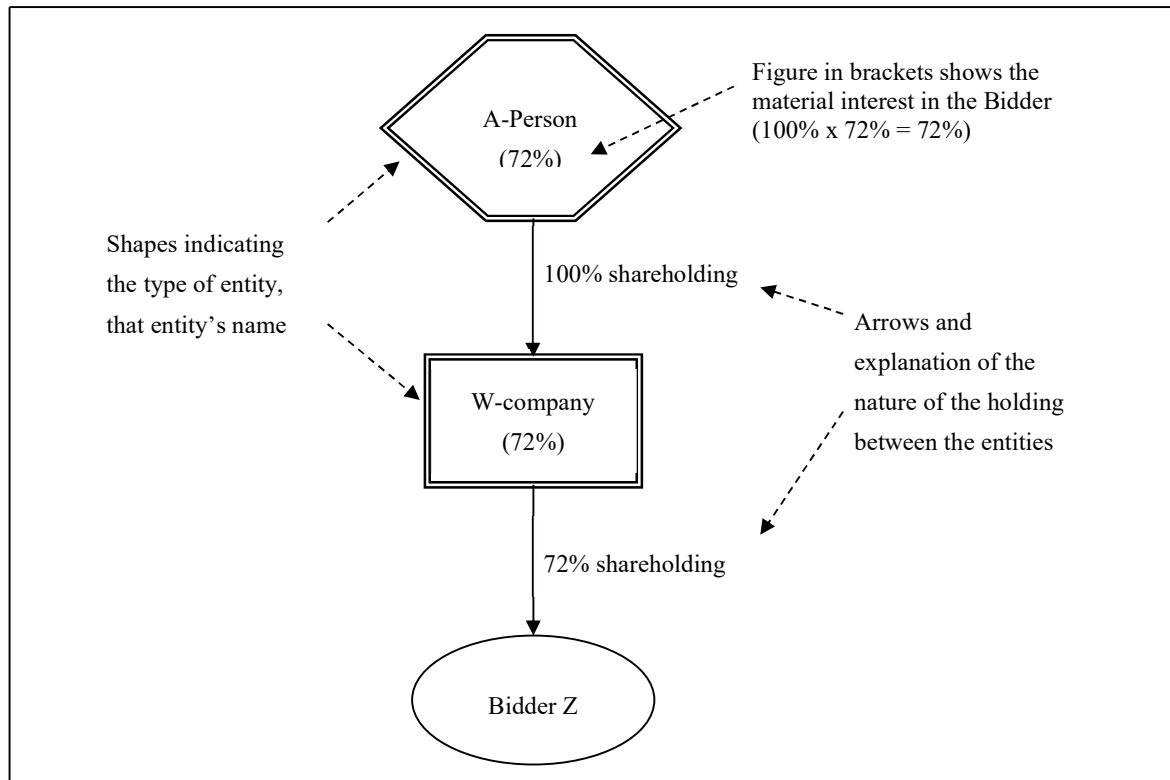 A-Person
(72%)
Figure in brackets shows the
material interest in the Bidder
(100% x 72% = 72%)
Shapes indicating
the type of entity,
that entity’s name
100% shareholding
Arrows and
explanation of the
nature of the holding
between the entities
W-company
(72%)
72% shareholding
Bidder Z